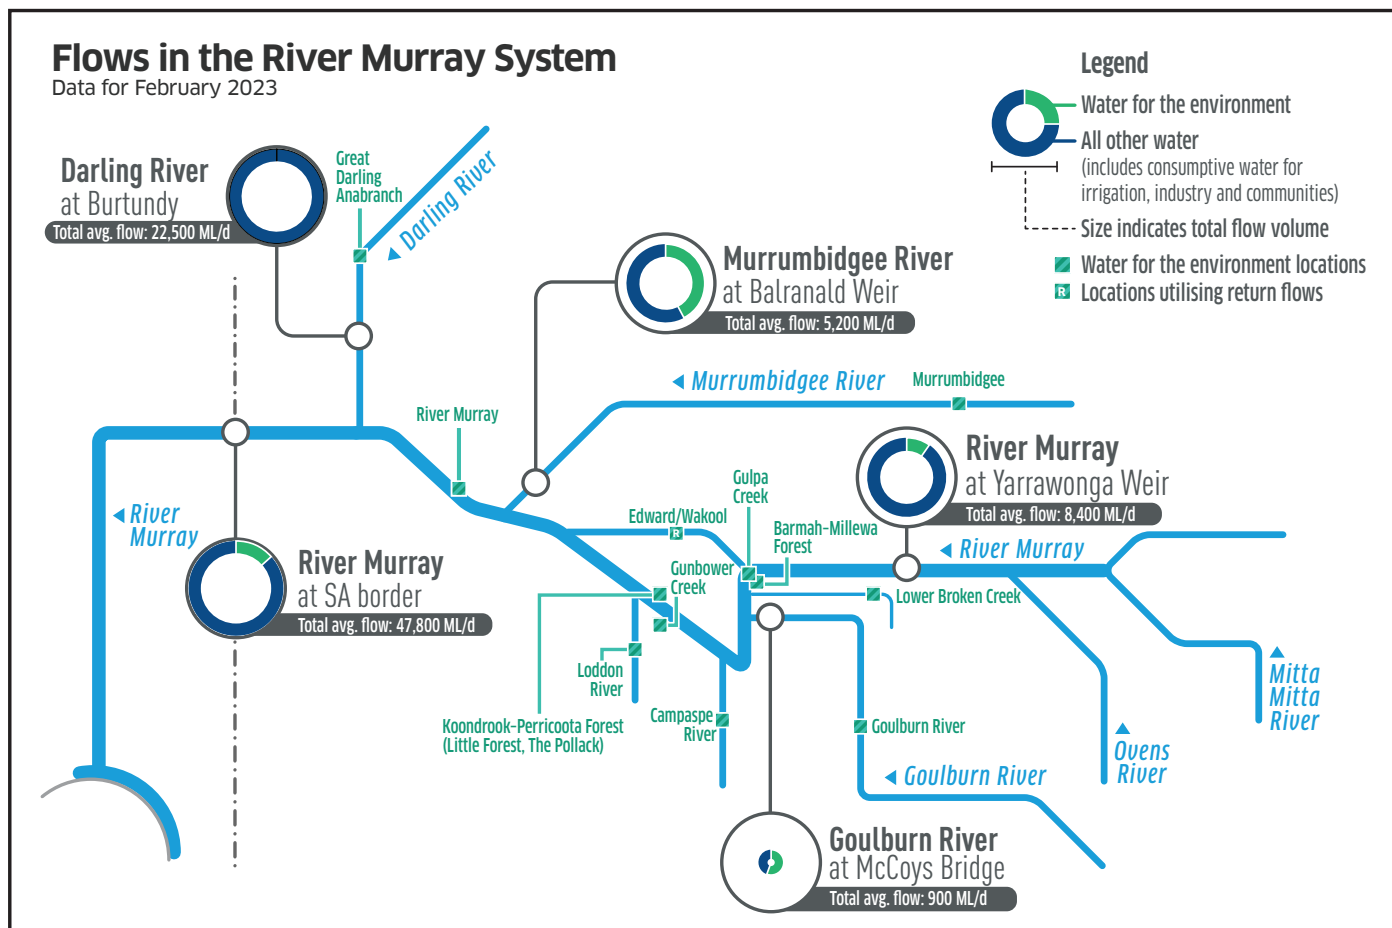 Flows in the River Murray System
Data for February 2023
Legend
Water for the environment
All other water
(includes consumptive water for
irrigation, industry and communities)
Size indicates total flow volume
Water for the environment locations
R
Locations utilising return flows
Darling River
at Burtundy
Total avg. flow: 22,500 ML/d
Great
Darling
Anabranch
Darling River
Murrumbidgee River
at Balranald Weir
Total avg. flow: 5,200 ML/d
Murrumbidgee River
Murrumbidgee
River Murray
River Murray
at Yarrawonga Weir
Total avg. flow: 8,400 ML/d
Gulpa
Creek
Edward/Wakool
R
Barmah-Millewa
Forest
River Murray
River
Murray
River Murray
at SA border
Total avg. flow: 47,800 ML/d
Gunbower
Creek
Lower Broken Creek
Loddon
River
Koondrook-Perricoota Forest
(Little Forest, The Pollack)
Campaspe
River
Goulburn River
Goulburn River
Ovens
River
Mitta
Mitta
River
Goulburn River
at McCoys Bridge
Total avg. flow: 900 ML/d